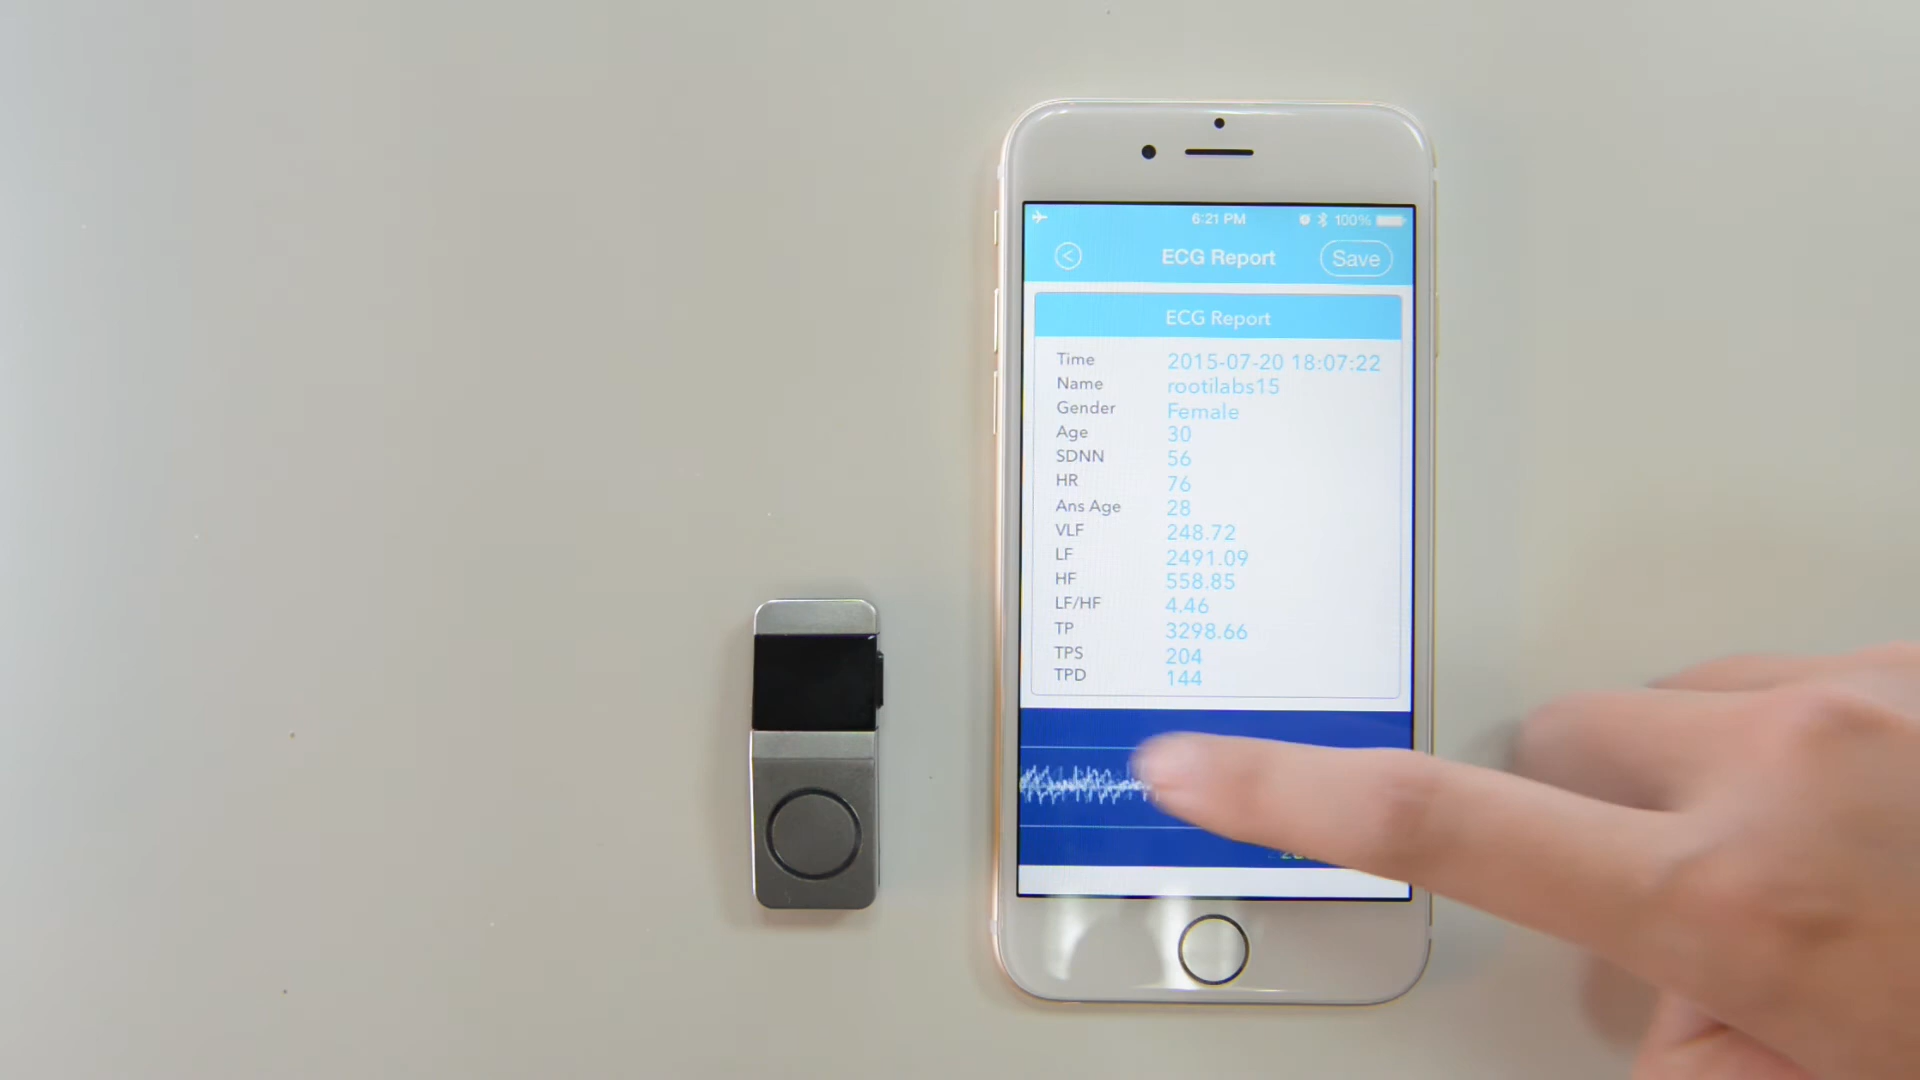 6:21 PM 100%
ECG Report Save
ECG Report
Time 2015-07-20 18:07:22
Name rootilabs15
Gender Female
Age 30
SDNN 56
HR 76
Ans Age 28
VLF 248.72
LF 2491.09
HF 558.85
LF/HF 4.46
TP 3298.66
TPS 204
TPD 144